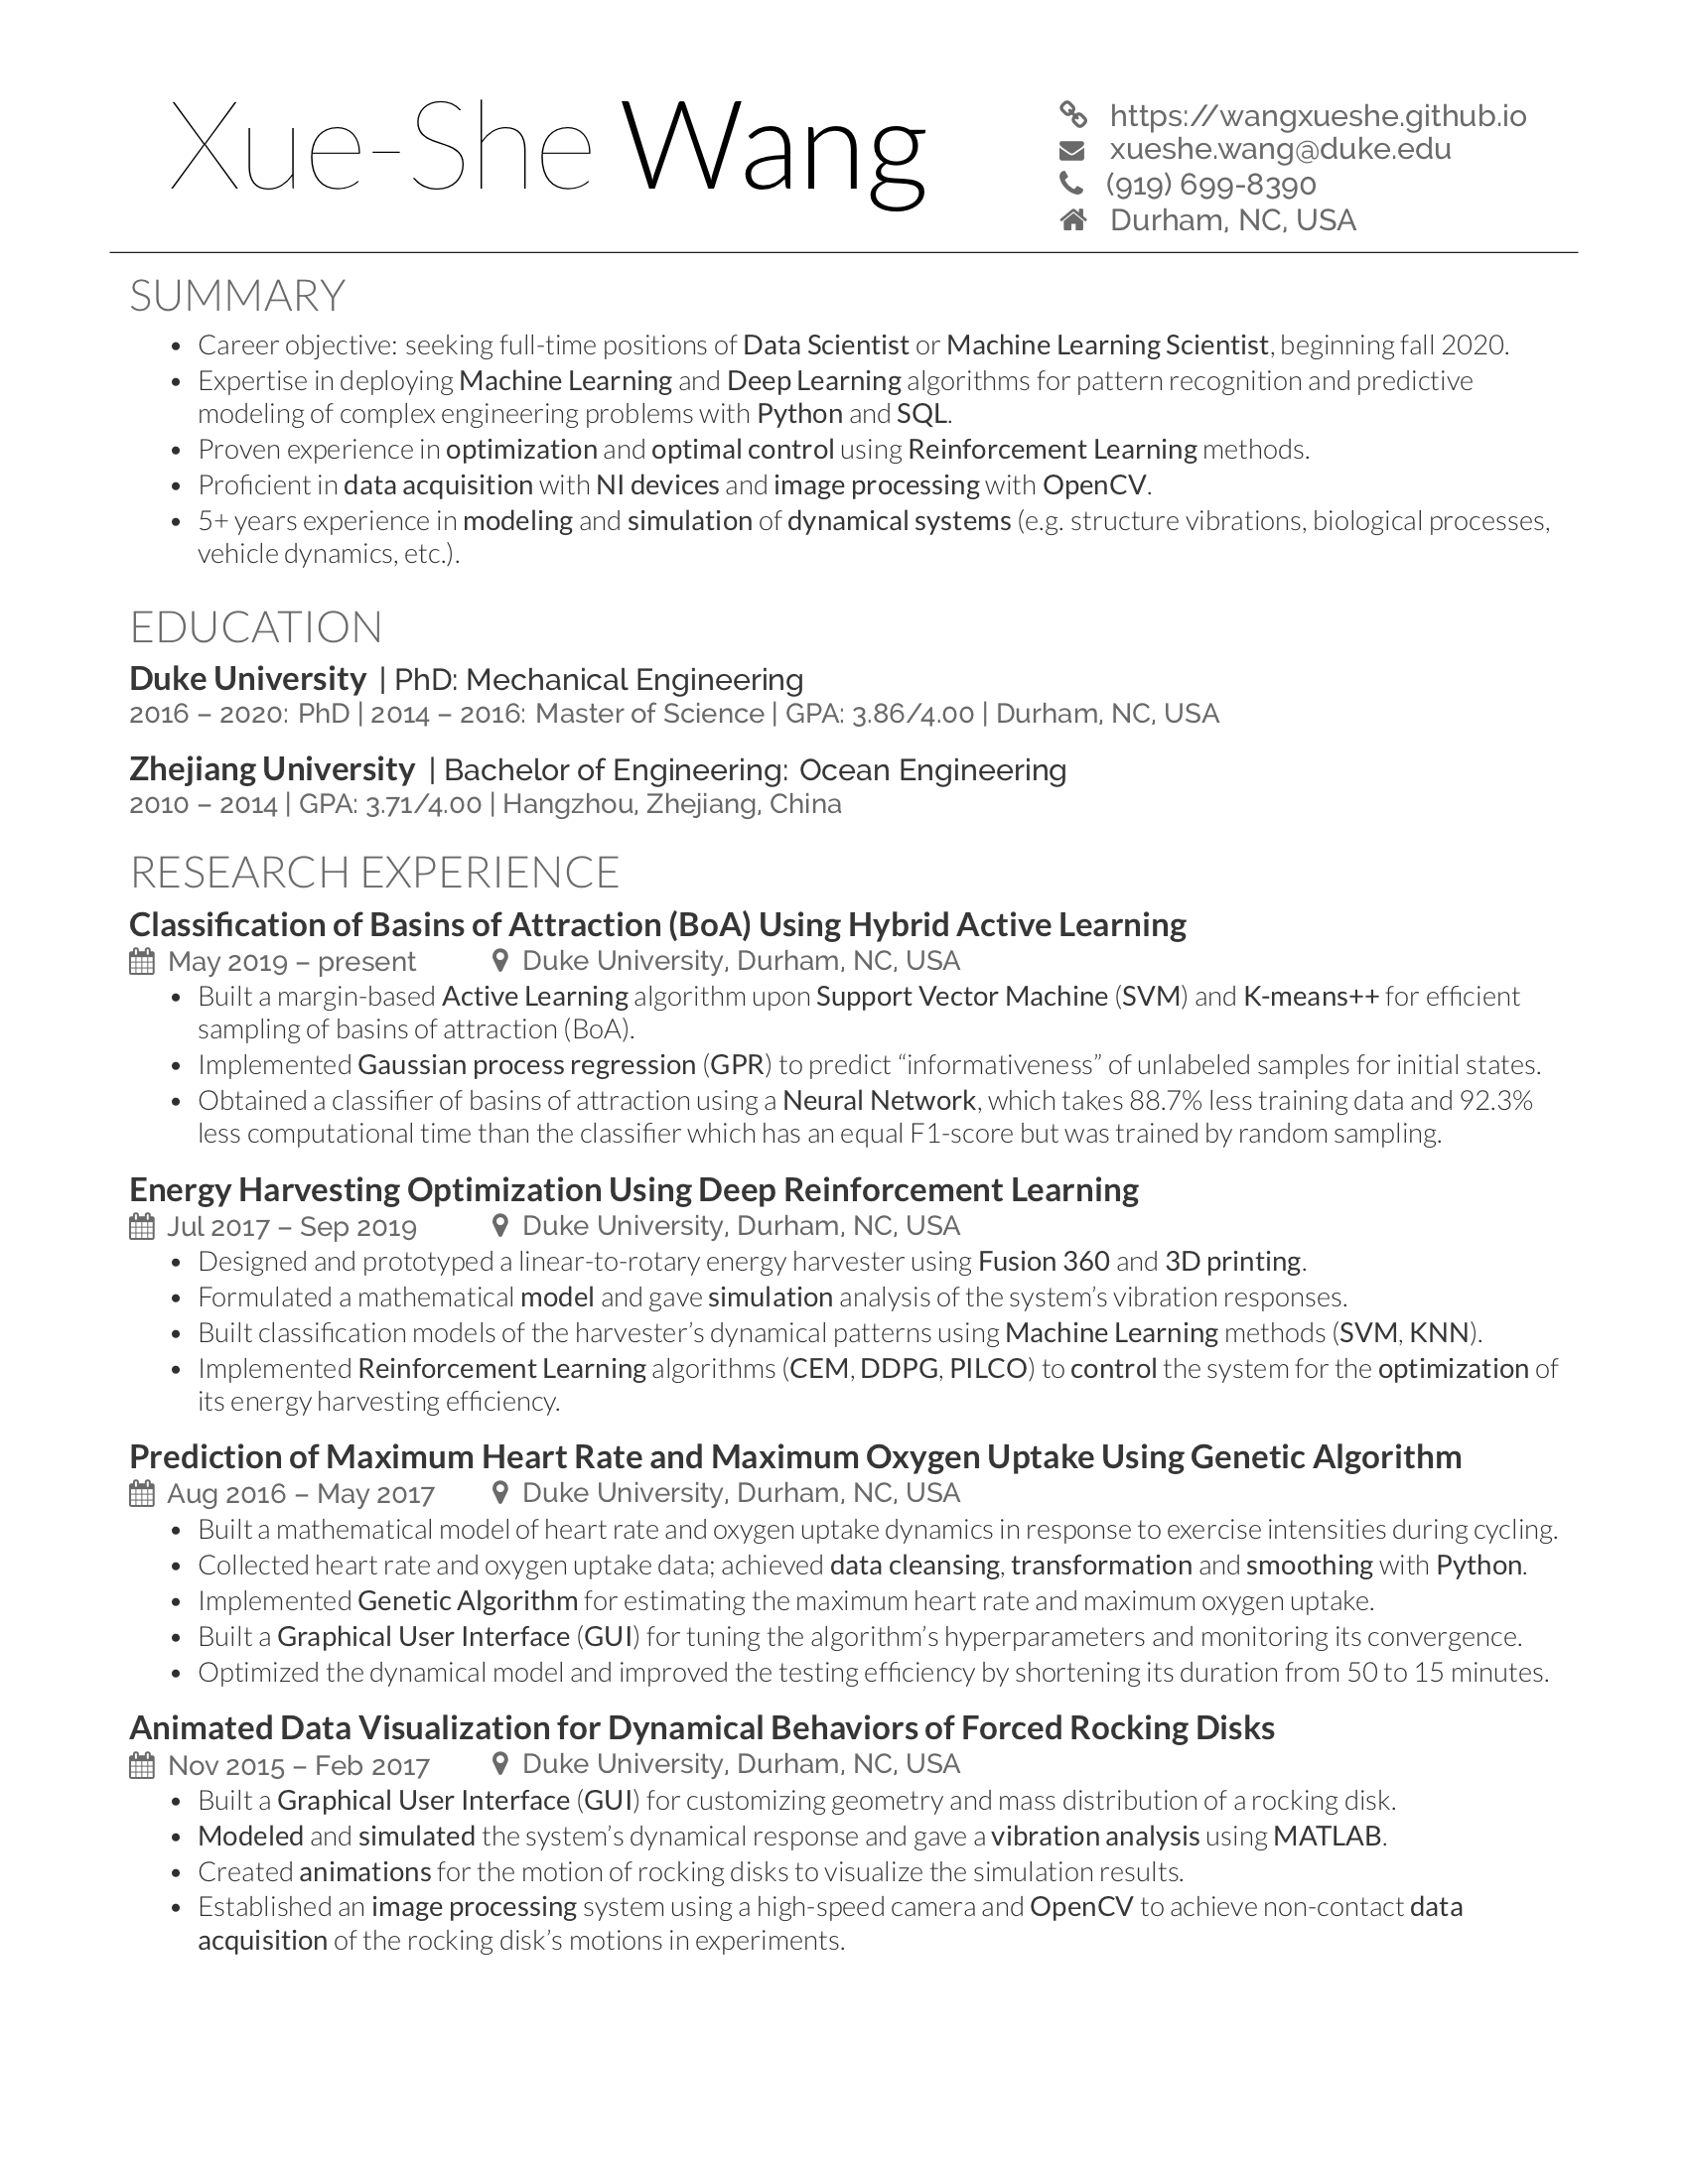 Xue-She Wang
https://wangxueshe.github.io
xueshe.wang@duke.edu
(919) 699-8390
Durham, NC, USA
SUMMARY
• Career objective: seeking full-time positions of Data Scientist or Machine Learning Scientist, beginning fall 2020.
• Expertise in deploying Machine Learning and Deep Learning algorithms for pattern recognition and predictive
modeling of complex engineering problems with Python and SQL.
• Proven experience in optimization and optimal control using Reinforcement Learning methods.
• Proficient in data acquisition with NI devices and image processing with OpenCV.
• 5+ years experience in modeling and simulation of dynamical systems (e.g. structure vibrations, biological processes,
vehicle dynamics, etc.).
EDUCATION
Duke University | PhD: Mechanical Engineering
2016 – 2020: PhD | 2014 – 2016: Master of Science | GPA: 3.86/4.00 | Durham, NC, USA
Zhejiang University | Bachelor of Engineering: Ocean Engineering
2010 – 2014 | GPA: 3.71/4.00 | Hangzhou, Zhejiang, China
RESEARCH EXPERIENCE
Classification of Basins of Attraction (BoA) Using Hybrid Active Learning
May 2019 – present Duke University, Durham, NC, USA
• Built a margin-based Active Learning algorithm upon Support Vector Machine (SVM) and K-means++ for efficient
sampling of basins of attraction (BoA).
• Implemented Gaussian process regression (GPR) to predict “informativeness” of unlabeled samples for initial states.
• Obtained a classifier of basins of attraction using a Neural Network, which takes 88.7% less training data and 92.3%
less computational time than the classifier which has an equal F1-score but was trained by random sampling.
Energy Harvesting Optimization Using Deep Reinforcement Learning
Jul 2017 – Sep 2019 Duke University, Durham, NC, USA
• Designed and prototyped a linear-to-rotary energy harvester using Fusion 360 and 3D printing.
• Formulated a mathematical model and gave simulation analysis of the system’s vibration responses.
• Built classification models of the harvester’s dynamical patterns using Machine Learning methods (SVM, KNN).
• Implemented Reinforcement Learning algorithms (CEM, DDPG, PILCO) to control the system for the optimization of
its energy harvesting efficiency.
Prediction of Maximum Heart Rate and Maximum Oxygen Uptake Using Genetic Algorithm
Aug 2016 – May 2017 Duke University, Durham, NC, USA
• Built a mathematical model of heart rate and oxygen uptake dynamics in response to exercise intensities during cycling.
• Collected heart rate and oxygen uptake data; achieved data cleansing, transformation and smoothing with Python.
• Implemented Genetic Algorithm for estimating the maximum heart rate and maximum oxygen uptake.
• Built a Graphical User Interface (GUI) for tuning the algorithm’s hyperparameters and monitoring its convergence.
• Optimized the dynamical model and improved the testing efficiency by shortening its duration from 50 to 15 minutes.
Animated Data Visualization for Dynamical Behaviors of Forced Rocking Disks
Nov 2015 – Feb 2017 Duke University, Durham, NC, USA
• Built a Graphical User Interface (GUI) for customizing geometry and mass distribution of a rocking disk.
• Modeled and simulated the system’s dynamical response and gave a vibration analysis using MATLAB.
• Created animations for the motion of rocking disks to visualize the simulation results.
• Established an image processing system using a high-speed camera and OpenCV to achieve non-contact data
acquisition of the rocking disk’s motions in experiments.